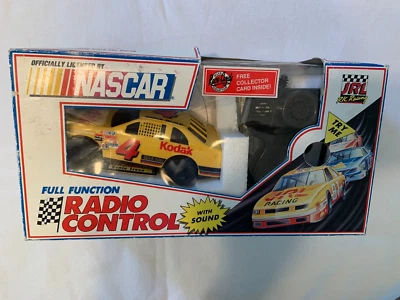 OFFICIALLY LICENSED BY
NASCAR
FREE
COLLECTOR
CARD INSIDE!
JRL
R/C Racing
TRY
ME
4
Kodak
FULL FUNCTION
RADIO
CONTROL
WITH
SOUND
RACING